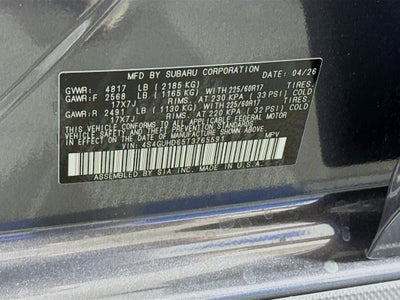 MFD BY SUBARU CORPORATION DATE: 04/26
GVWR: 4817 LB (2185 KG)
GAWR:F 2568 LB (1165 KG) WITH 225/60R17
17X7J RIMS. AT 230 KPA ( 33 PSI) COLD
GAWR:R 2491 LB (1130 KG) WITH 225/60R17
17X7J RIMS. AT 220 KPA ( 32 PSI) COLD
THIS VEHICLE CONFORMS TO ALL APPLICABLE FEDERAL MOTOR
VEHICLE SAFETY, BUMPER, AND THEFT PREVENTION
STANDARDS IN EFFECT ON THE DATE OF MANUFACTURE SHOWN ABOVE.
VIN: 4S4GUHD6ST3765591 MPV
ASSEMBLED BY SIA INC. MADE IN U.S.A.